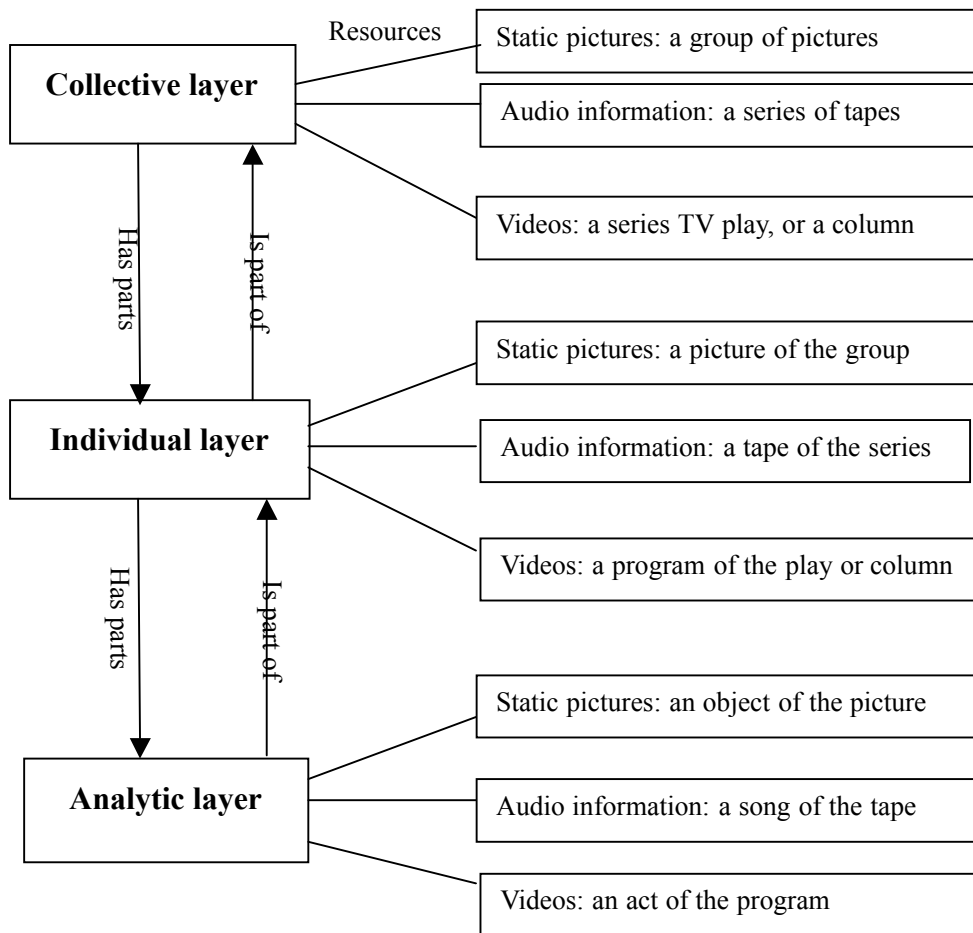 Resources
Static pictures: a group of pictures
Collective layer
Audio information: a series of tapes
Videos: a series TV play, or a column
Has parts
Is part of
Static pictures: a picture of the group
Individual layer
Audio information: a tape of the series
Videos: a program of the play or column
Has parts
Is part of
Static pictures: an object of the picture
Analytic layer
Audio information: a song of the tape
Videos: an act of the program